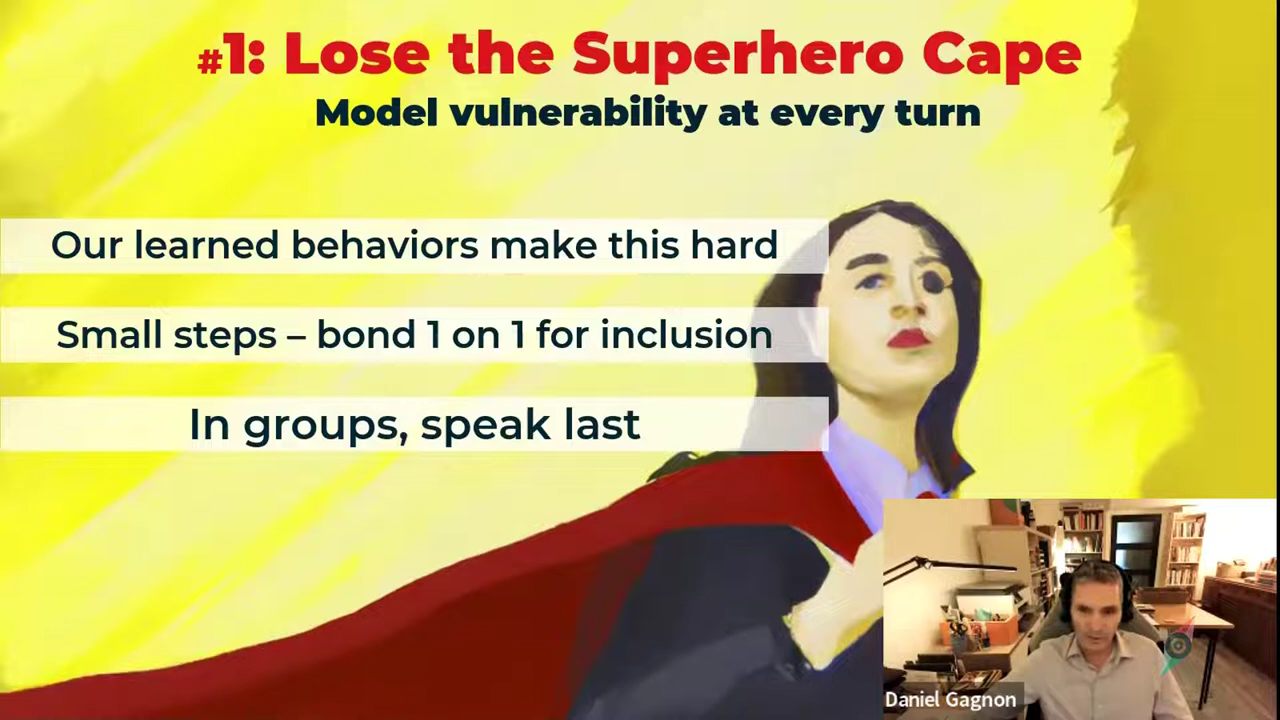 #1: Lose the Superhero Cape
Model vulnerability at every turn
Our learned behaviors make this hard
Small steps – bond 1 on 1 for inclusion
In groups, speak last
Daniel Gagnon